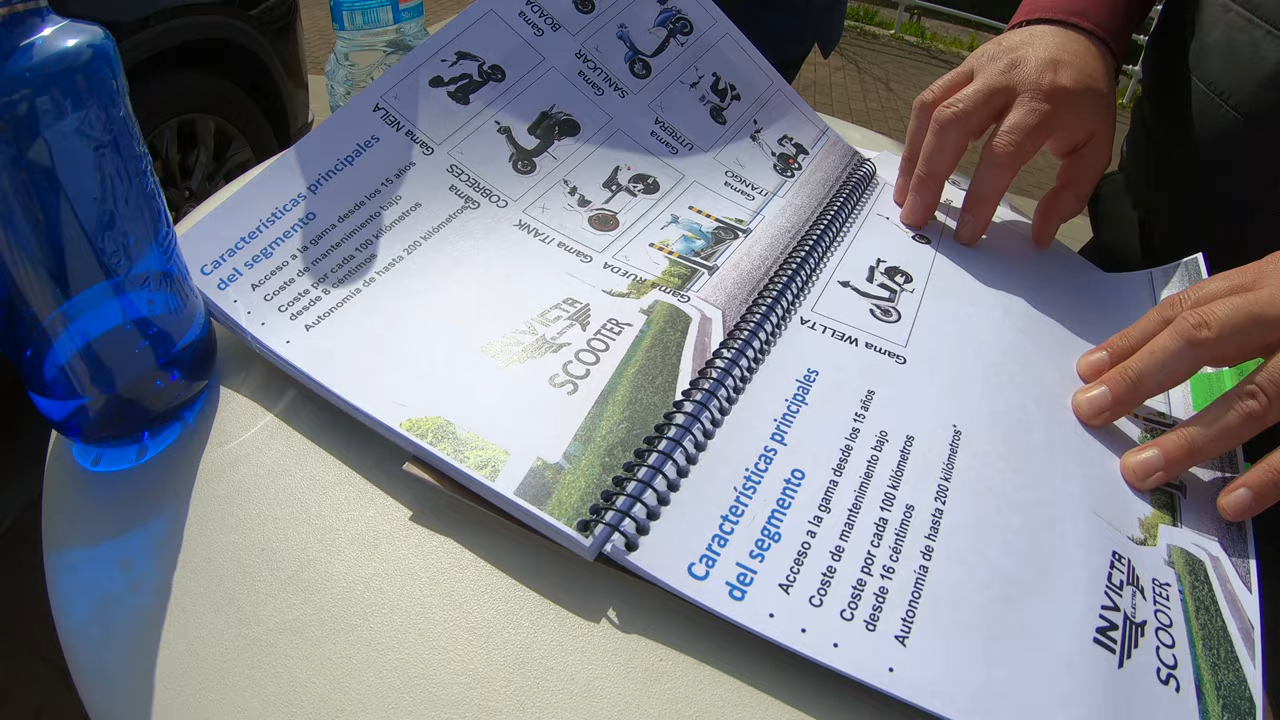 Gama BOADA
Gama SANLUCAR
Gama UTRERA
Gama ITANGO
Gama NEILA
Gama COBRECES
Gama ITANK
Gama RUEDA
Características principales
del segmento
• Acceso a la gama desde los 15 años
• Coste de mantenimiento bajo
• Coste por cada 100 kilómetros
desde 8 céntimos
• Autonomía de hasta 200 kilómetros*
INVICTA
SCOOTER
Gama WELLTA
Características principales
del segmento
• Acceso a la gama desde los 15 años
• Coste de mantenimiento bajo
• Coste por cada 100 kilómetros
desde 16 céntimos
• Autonomía de hasta 200 kilómetros*
INVICTA
ELECTRIC
SCOOTER